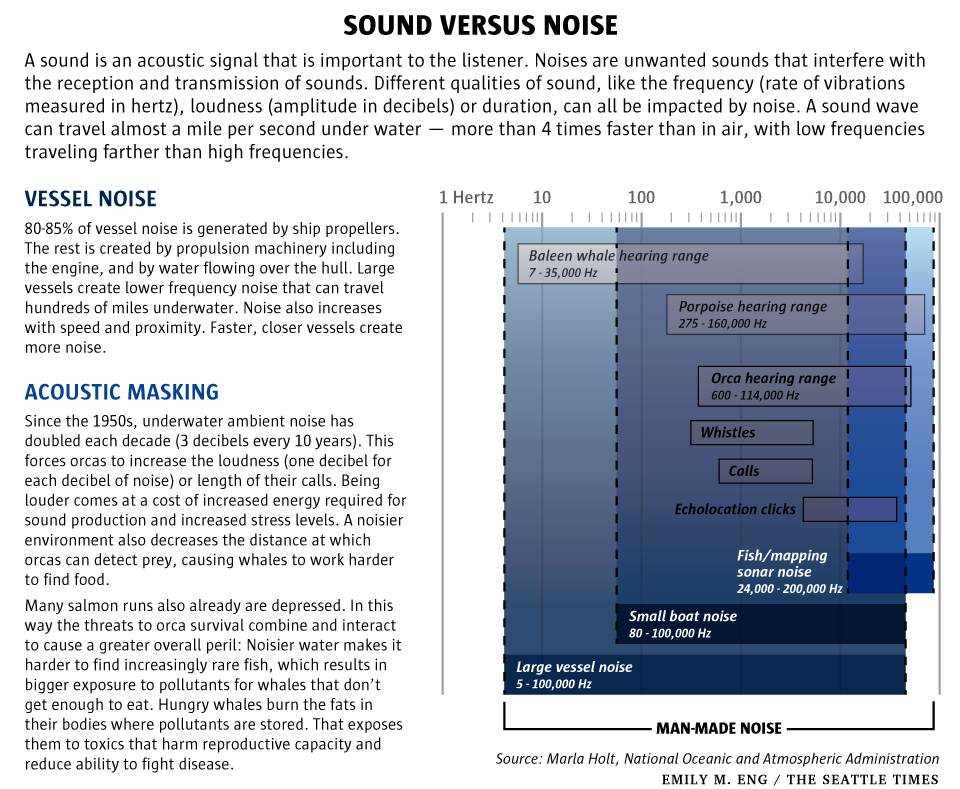 SOUND VERSUS NOISE
A sound is an acoustic signal that is important to the listener. Noises are unwanted sounds that interfere with
the reception and transmission of sounds. Different qualities of sound, like the frequency (rate of vibrations
measured in hertz), loudness (amplitude in decibels) or duration, can all be impacted by noise. A sound wave
can travel almost a mile per second under water — more than 4 times faster than in air, with low frequencies
traveling farther than high frequencies.
VESSEL NOISE
80-85% of vessel noise is generated by ship propellers.
The rest is created by propulsion machinery including
the engine, and by water flowing over the hull. Large
vessels create lower frequency noise that can travel
hundreds of miles underwater. Noise also increases
with speed and proximity. Faster, closer vessels create
more noise.
ACOUSTIC MASKING
Since the 1950s, underwater ambient noise has
doubled each decade (3 decibels every 10 years). This
forces orcas to increase the loudness (one decibel for
each decibel of noise) or length of their calls. Being
louder comes at a cost of increased energy required for
sound production and increased stress levels. A noisier
environment also decreases the distance at which
orcas can detect prey, causing whales to work harder
to find food.
Many salmon runs also already are depressed. In this
way the threats to orca survival combine and interact
to cause a greater overall peril: Noisier water makes it
harder to find increasingly rare fish, which results in
bigger exposure to pollutants for whales that don't
get enough to eat. Hungry whales burn the fats in
their bodies where pollutants are stored. That exposes
them to toxics that harm reproductive capacity and
reduce ability to fight disease.
1 Hertz 10 100 1,000 10,000 100,000
Baleen whale hearing range
7 - 35,000 Hz
Porpoise hearing range
275 - 160,000 Hz
Orca hearing range
600 - 114,000 Hz
Whistles
Calls
Echolocation clicks
Fish/mapping
sonar noise
24,000 - 200,000 Hz
Small boat noise
80 - 100,000 Hz
Large vessel noise
5 - 100,000 Hz
MAN-MADE NOISE
Source: Marla Holt, National Oceanic and Atmospheric Administration
EMILY M. ENG / THE SEATTLE TIMES